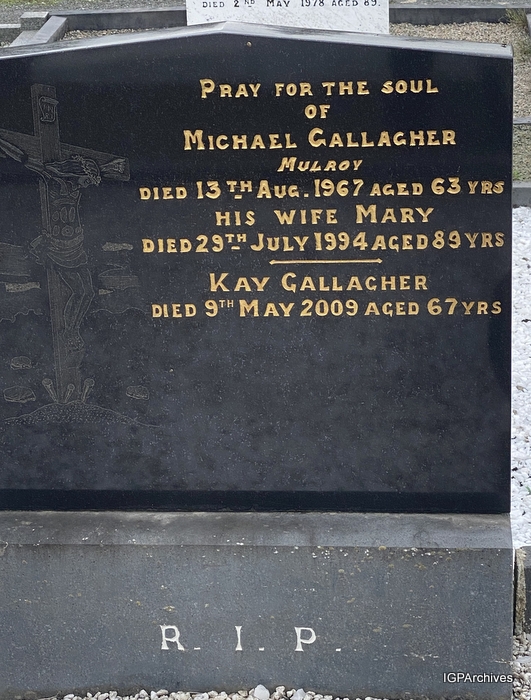 DIED 2ND MAY 1978 AGED 89.
PRAY FOR THE SOUL
OF
MICHAEL GALLAGHER
MULROY
DIED 13TH AUG. 1967 AGED 63 YRS
HIS WIFE MARY
DIED 29TH JULY 1994 AGED 89 YRS
KAY GALLAGHER
DIED 9TH MAY 2009 AGED 67 YRS
R. I. P.
IGPArchives